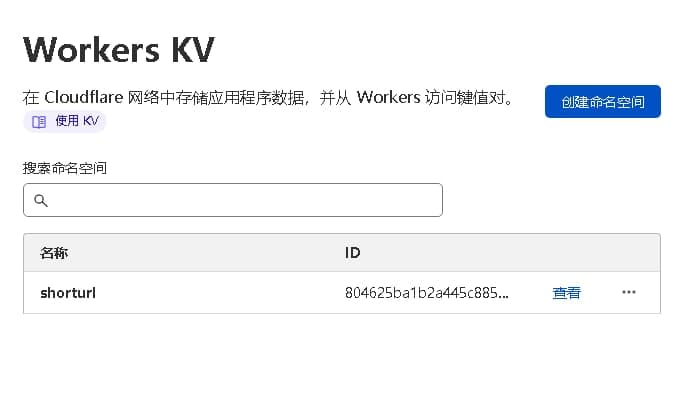 Workers KV
在 Cloudflare 网络中存储应用程序数据，并从 Workers 访问键值对。
创建命名空间
使用 KV
搜索命名空间
名称 ID
shorturl 804625ba1b2a445c885... 查看